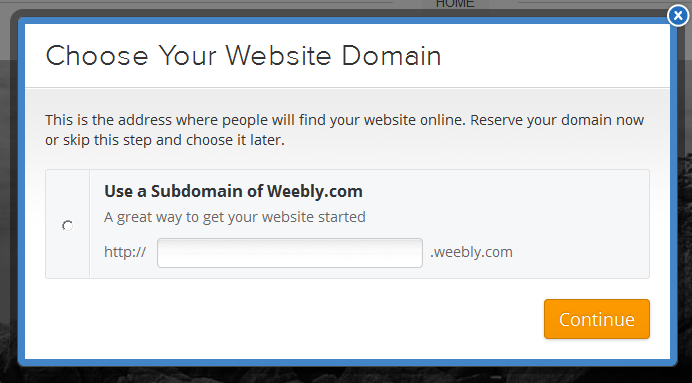 HOME
Choose Your Website Domain
This is the address where people will find your website online. Reserve your domain now
or skip this step and choose it later.
Use a Subdomain of Weebly.com
A great way to get your website started
http:// .weebly.com
Continue